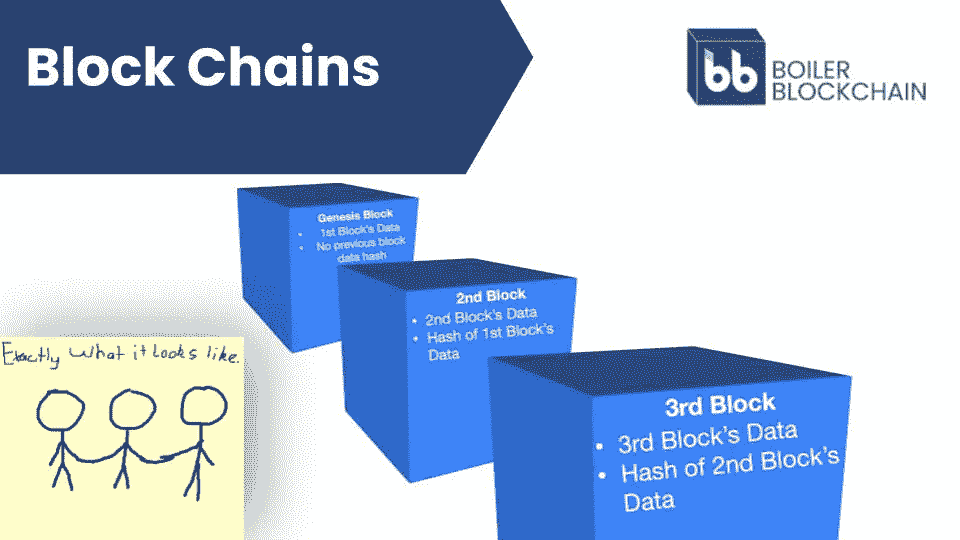 Block Chains
bb
BOILER
BLOCKCHAIN
Genesis Block
• 1st Block's Data
• No previous block
data hash
2nd Block
• 2nd Block's Data
• Hash of 1st Block's
Data
3rd Block
• 3rd Block's Data
• Hash of 2nd Block's
Data
Exactly what it looks like.